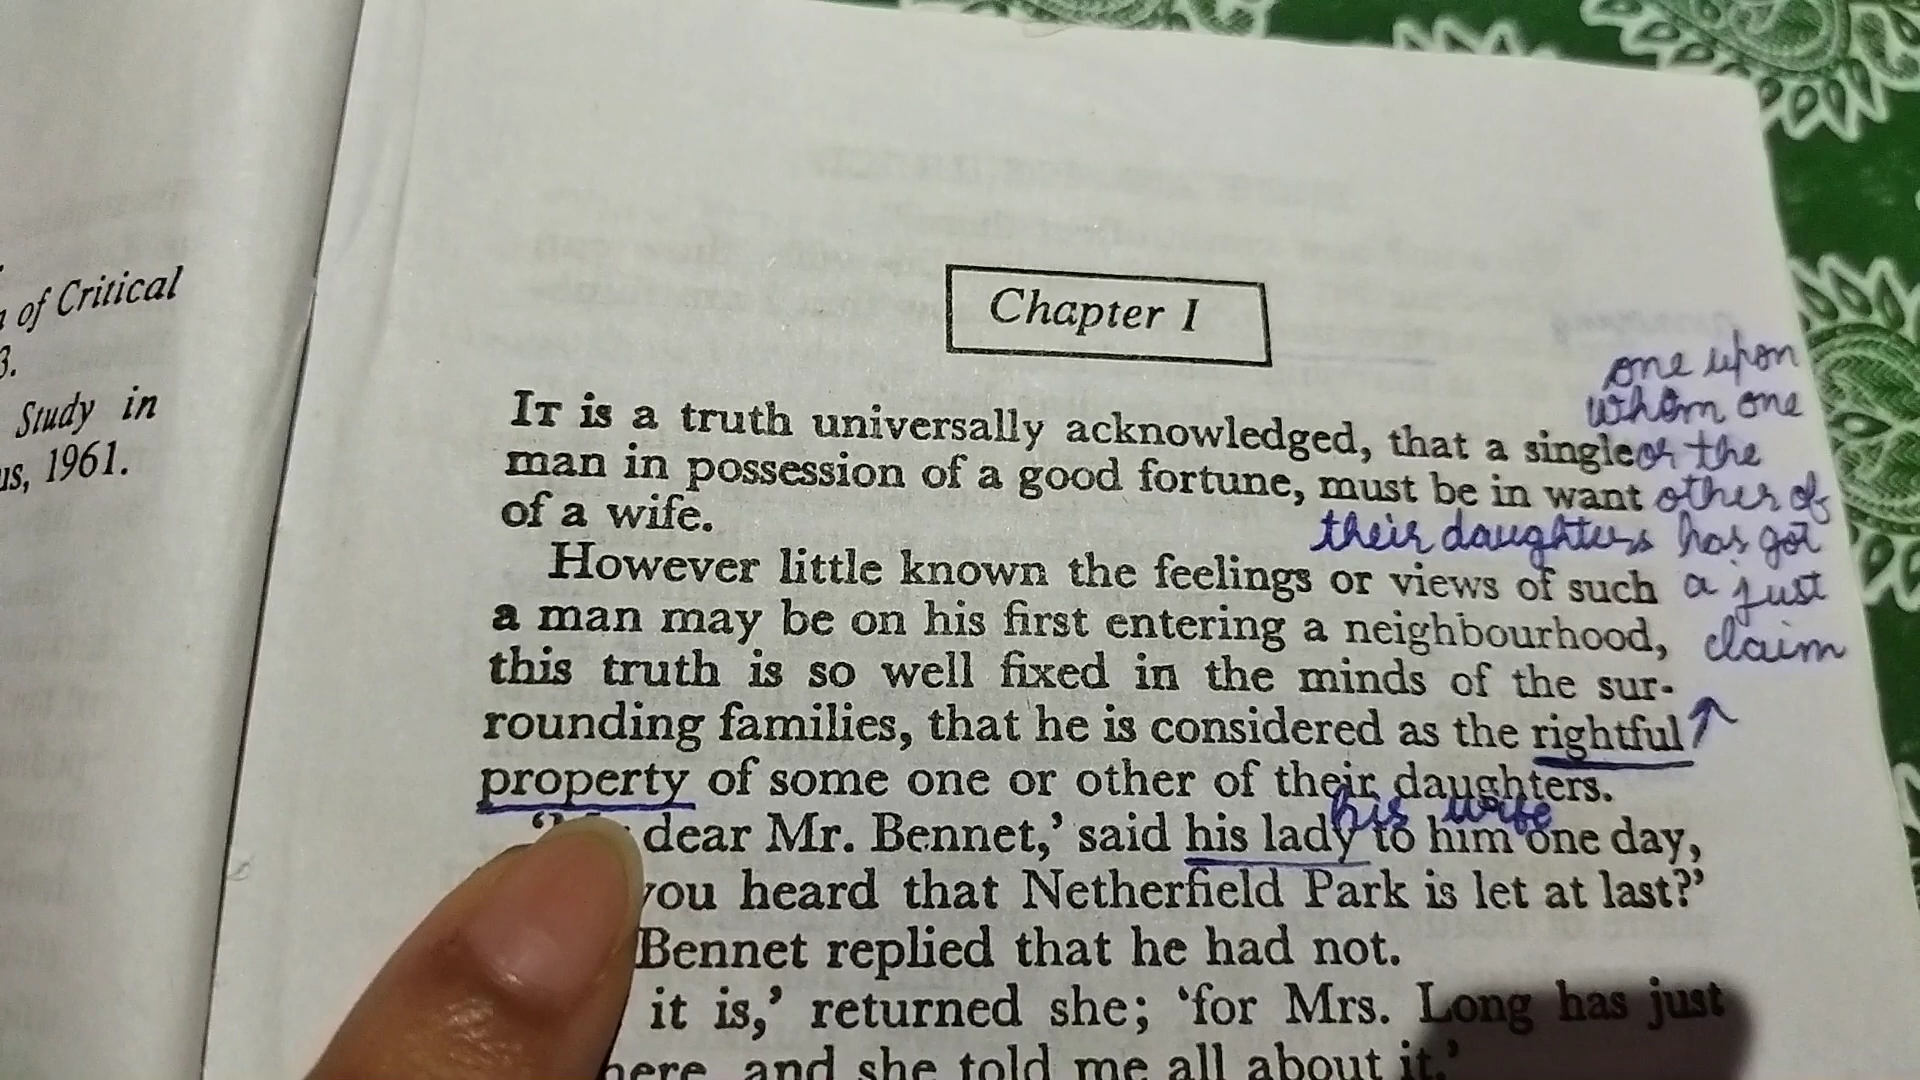 of Critical
3.
Study in
us, 1961.
Chapter I
one upon
whom one
or the
other of
their daughters has got
a just
claim
IT is a truth universally acknowledged, that a single
man in possession of a good fortune, must be in want
of a wife.
However little known the feelings or views of such
a man may be on his first entering a neighbourhood,
this truth is so well fixed in the minds of the sur-
rounding families, that he is considered as the rightful
property of some one or other of their daughters.
his wife
dear Mr. Bennet,’ said his lady to him one day,
you heard that Netherfield Park is let at last?’
Bennet replied that he had not.
it is,’ returned she; ‘for Mrs. Long has just
here, and she told me all about it.’